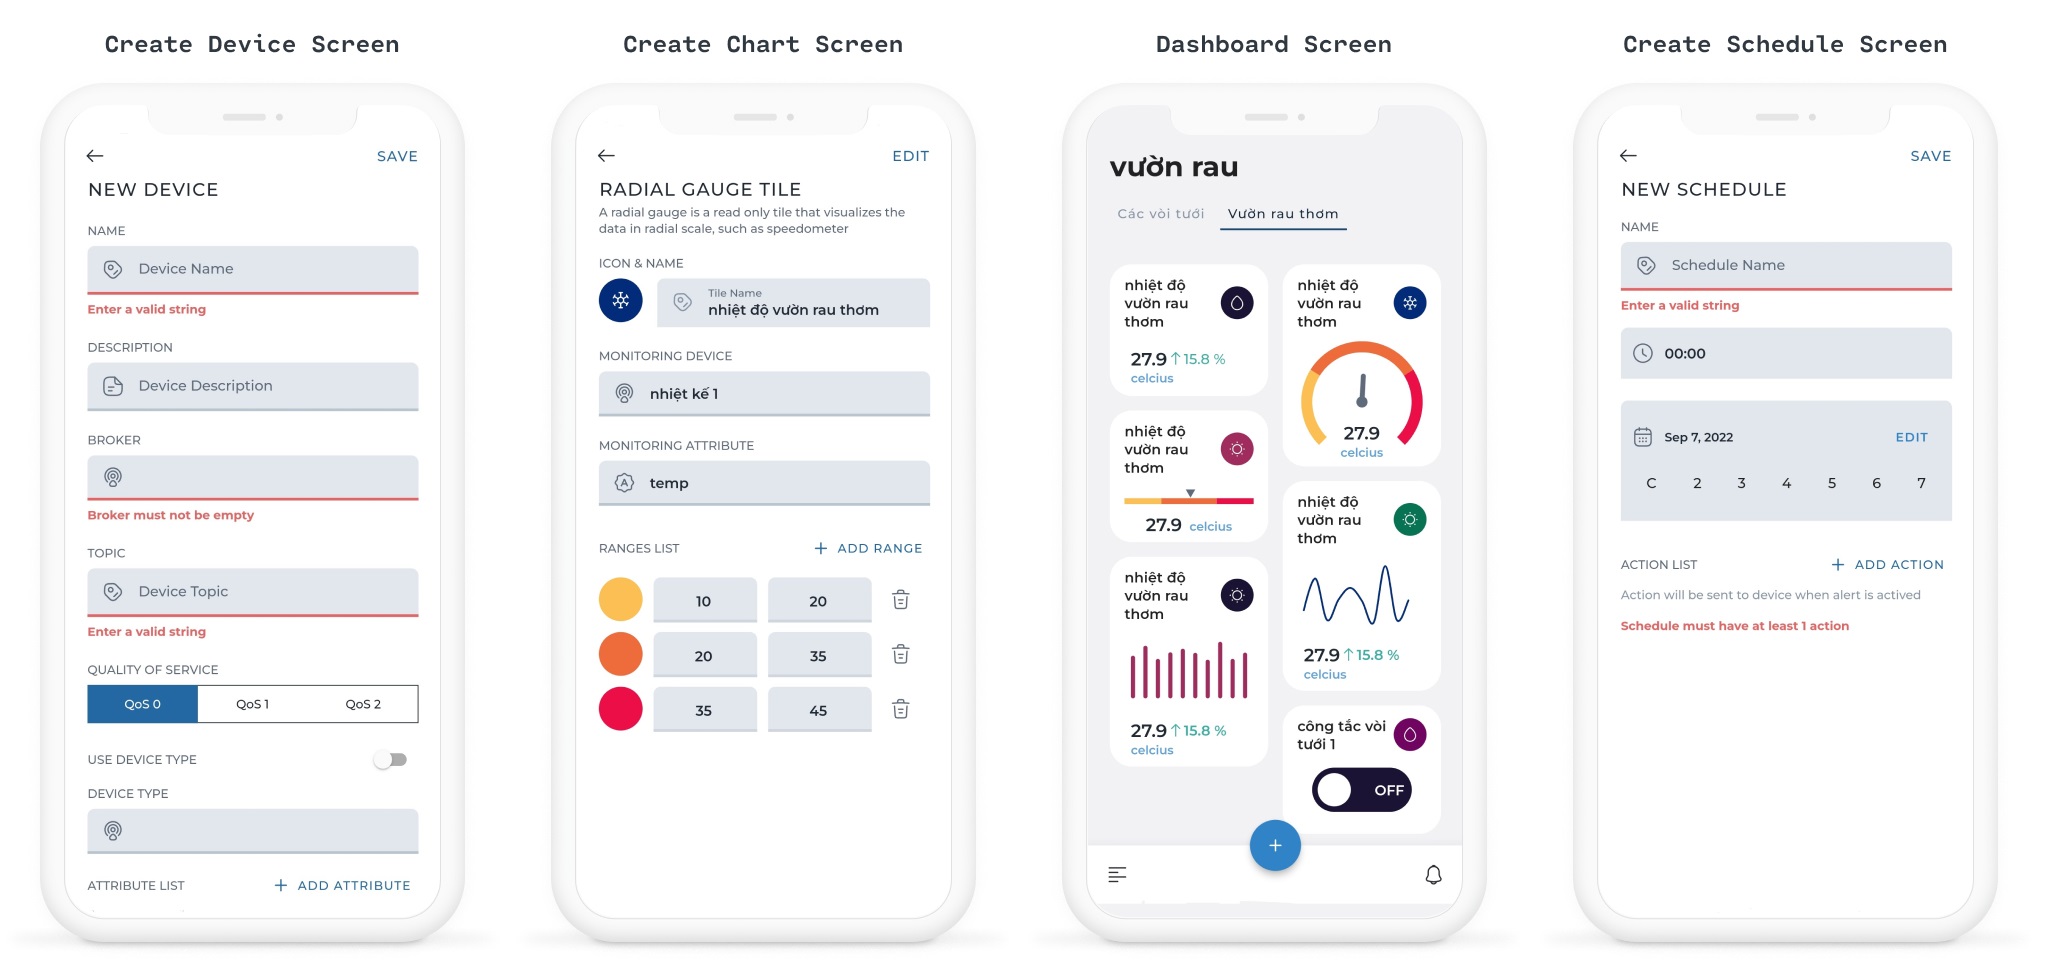 Create Device Screen
SAVE
NEW DEVICE
NAME
Device Name
Enter a valid string
DESCRIPTION
Device Description
BROKER
Broker must not be empty
TOPIC
Device Topic
Enter a valid string
QUALITY OF SERVICE
QoS 0 QoS 1 QoS 2
USE DEVICE TYPE
DEVICE TYPE
ATTRIBUTE LIST + ADD ATTRIBUTE
Create Chart Screen
EDIT
RADIAL GAUGE TILE
A radial gauge is a read only tile that visualizes the
data in radial scale, such as speedometer
ICON & NAME
Tile Name
nhiệt độ vườn rau thơm
MONITORING DEVICE
nhiệt kế 1
MONITORING ATTRIBUTE
A temp
RANGES LIST + ADD RANGE
10 20
20 35
35 45
Dashboard Screen
vườn rau
Các vòi tưới Vườn rau thơm
nhiệt độ
vườn rau
thơm
27.9 ↑ 15.8 %
celcius
nhiệt độ
vườn rau
thơm
27.9 celcius
nhiệt độ
vườn rau
thơm
27.9 ↑ 15.8 %
celcius
nhiệt độ
vườn rau
thơm
27.9
celcius
nhiệt độ
vườn rau
thơm
27.9 ↑ 15.8 %
celcius
công tắc vòi
tưới 1
OFF
+
Create Schedule Screen
SAVE
NEW SCHEDULE
NAME
Schedule Name
Enter a valid string
00:00
Sep 7, 2022 EDIT
C 2 3 4 5 6 7
ACTION LIST + ADD ACTION
Action will be sent to device when alert is actived
Schedule must have at least 1 action